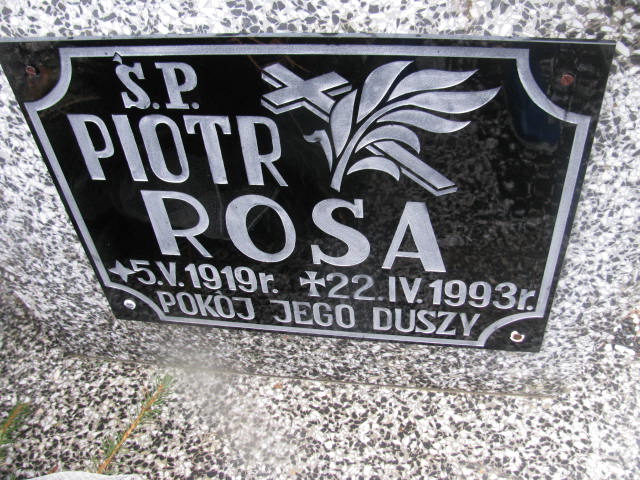 Ś.P.
PIOTR
ROSA
5.V.1919r. 22.IV.1993r.
POKÓJ JEGO DUSZY